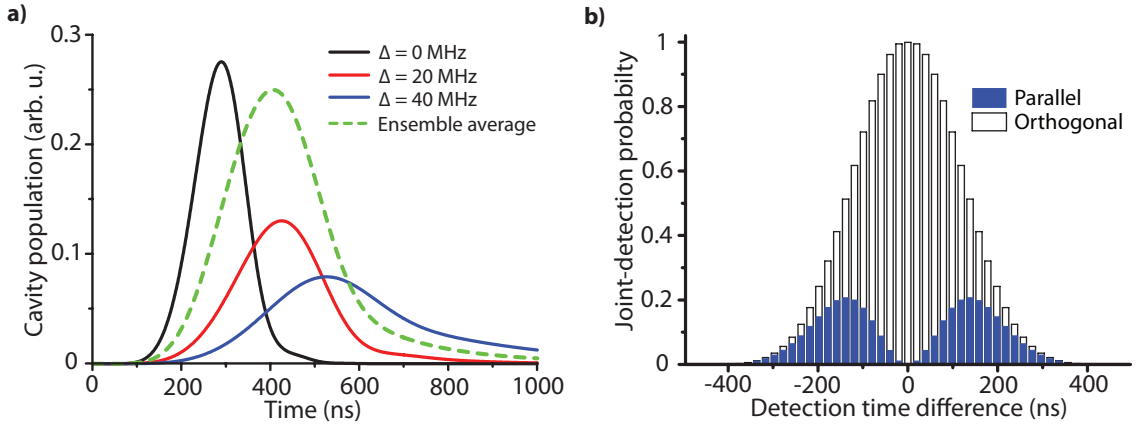 a)
0.3
0.2
0.1
0
Cavity population (arb. u.)
Δ = 0 MHz
Δ = 20 MHz
Δ = 40 MHz
Ensemble average
0
200
400
600
800
1000
Time (ns)
b)
1
0.8
0.6
0.4
0.2
0
Joint-detection probabilty
Parallel
Orthogonal
-400
-200
0
200
400
Detection time difference (ns)